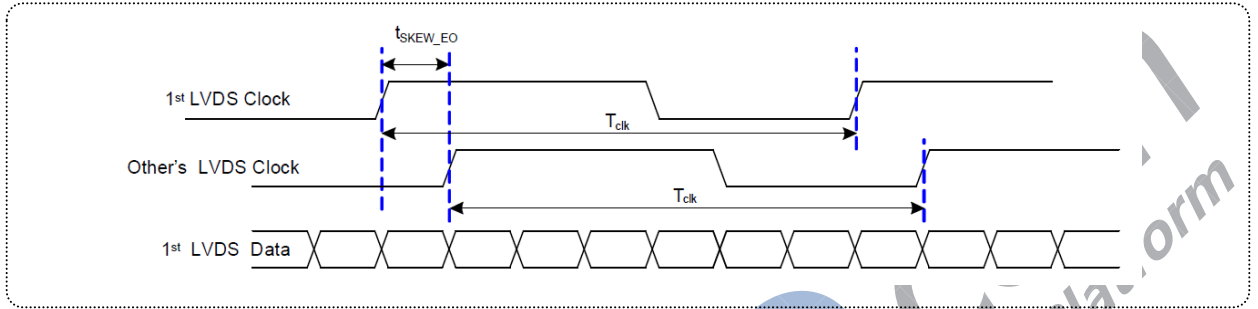 tSKEW_EO
1st LVDS Clock
Tclk
Other's LVDS Clock
Tclk
1st LVDS Data